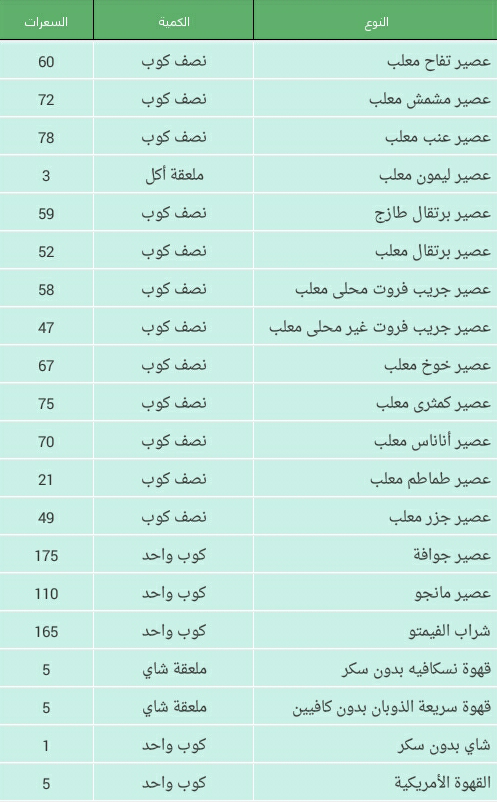 النوع الكمية السعرات
عصير تفاح معلب نصف كوب 60
عصير مشمش معلب نصف كوب 72
عصير عنب معلب نصف كوب 78
عصير ليمون معلب ملعقة أكل 3
عصير برتقال طازج نصف كوب 59
عصير برتقال معلب نصف كوب 52
عصير جريب فروت محلى معلب نصف كوب 58
عصير جريب فروت غير محلى معلب نصف كوب 47
عصير خوخ معلب نصف كوب 67
عصير كمثرى معلب نصف كوب 75
عصير أناناس معلب نصف كوب 70
عصير طماطم معلب نصف كوب 21
عصير جزر معلب نصف كوب 49
عصير جوافة كوب واحد 175
عصير مانجو كوب واحد 110
شراب الفيمتو كوب واحد 165
قهوة نسكافيه بدون سكر ملعقة شاي 5
قهوة سريعة الذوبان بدون كافيين ملعقة شاي 5
شاي بدون سكر كوب واحد 1
القهوة الأمريكية كوب واحد 5